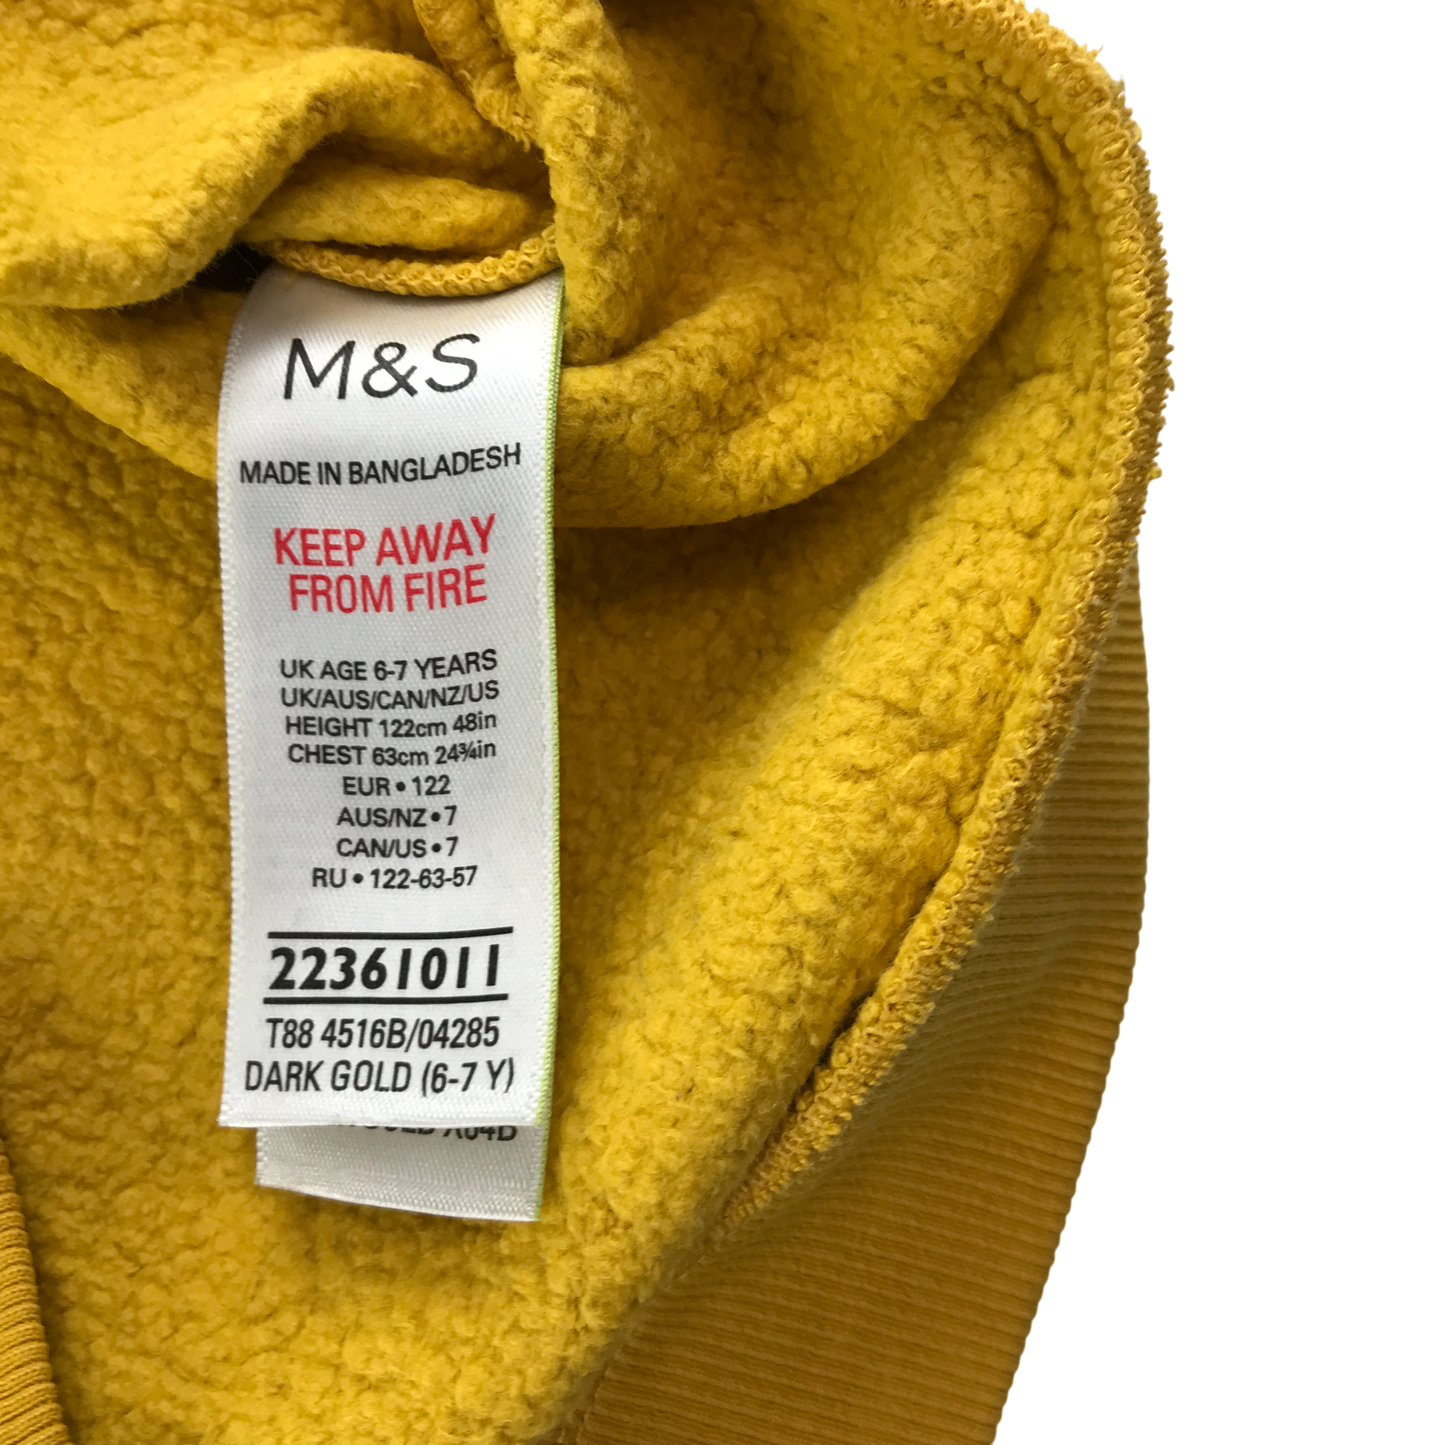 M&S
MADE IN BANGLADESH
KEEP AWAY
FROM FIRE
UK AGE 6-7 YEARS
UK/AUS/CAN/NZ/US
HEIGHT 122cm 48in
CHEST 63cm 24¾in
EUR • 122
AUS/NZ • 7
CAN/US • 7
RU • 122-63-57
22361011
T88 4516B/04285
DARK GOLD (6-7 Y)